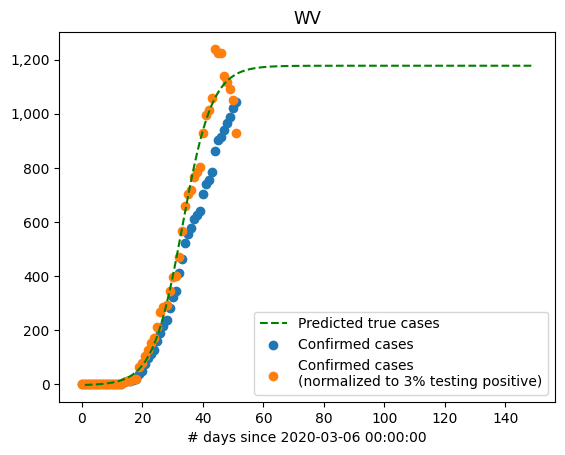 WV
1,200
1,000
800
600
400
200
0
0 20 40 60 80 100 120 140
# days since 2020-03-06 00:00:00
Predicted true cases
Confirmed cases
Confirmed cases
(normalized to 3% testing positive)